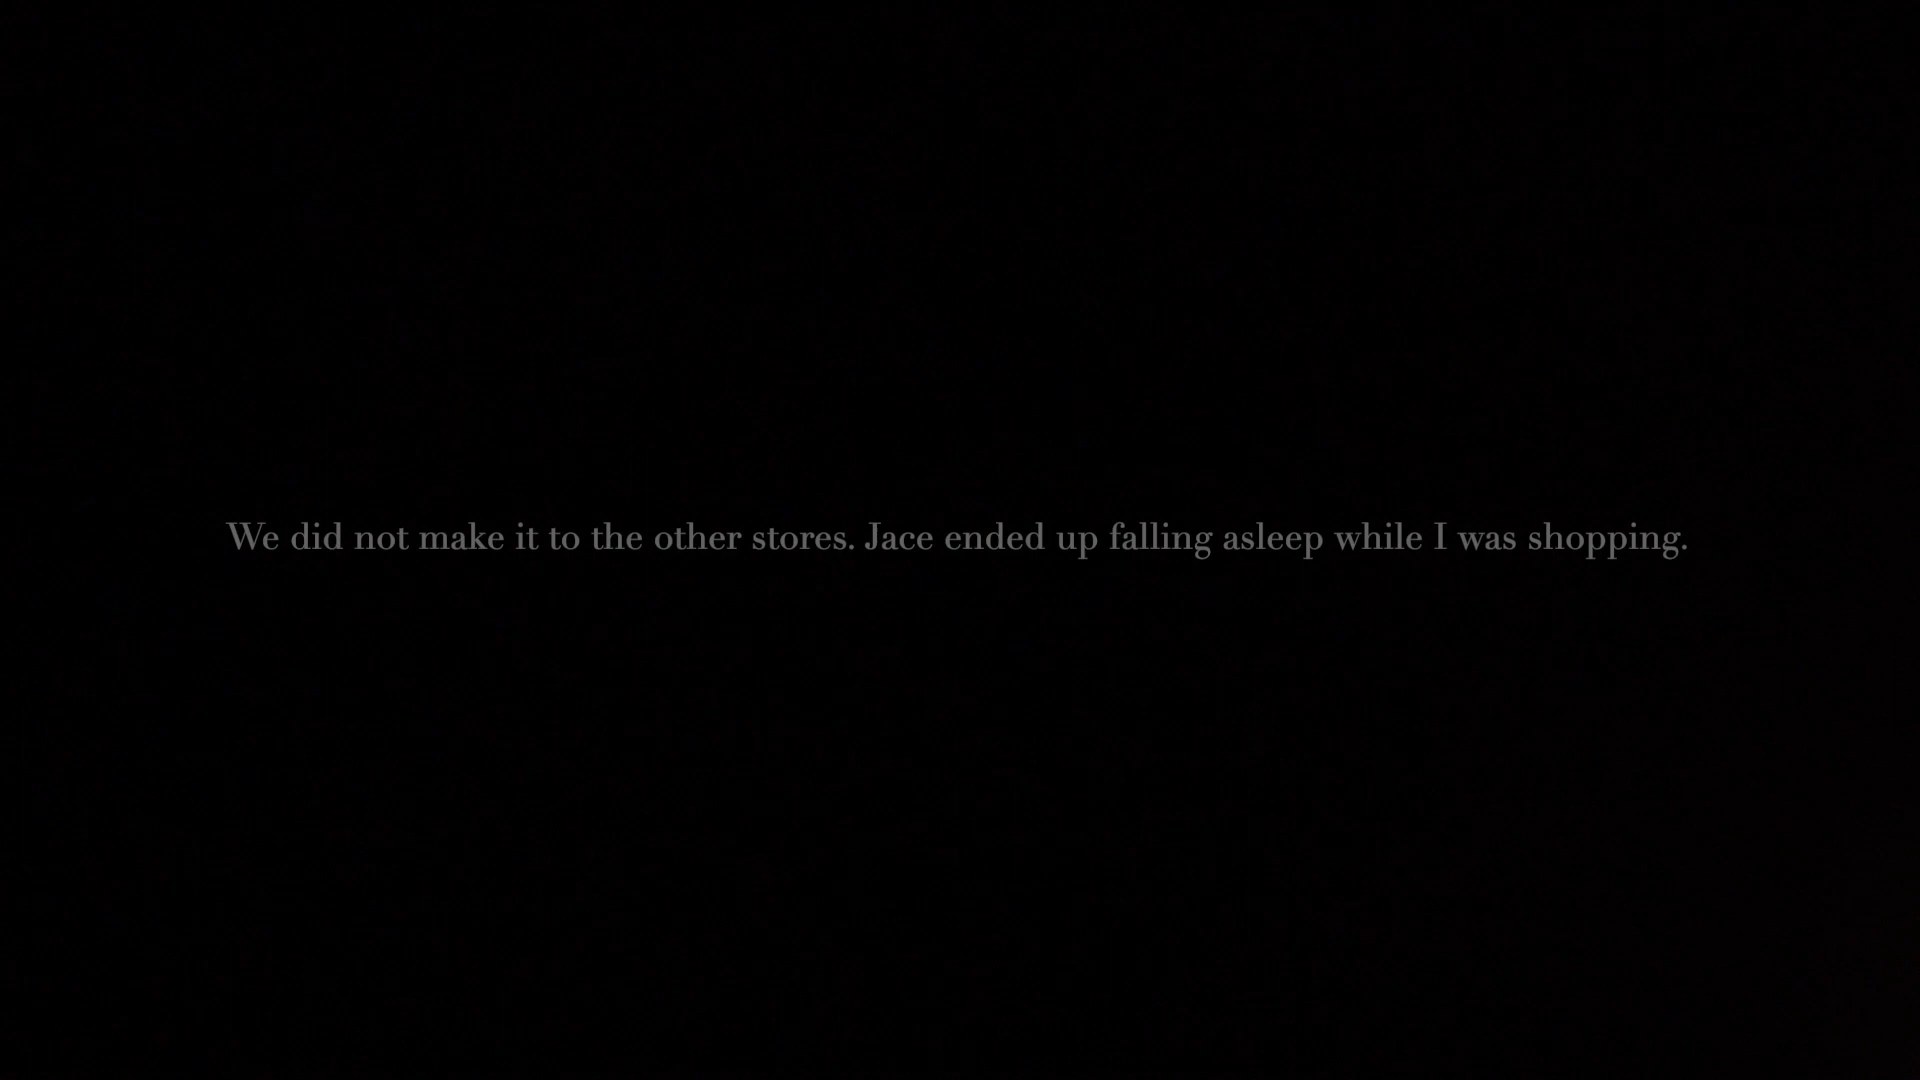 We did not make it to the other stores. Jace ended up falling asleep while I was shopping.